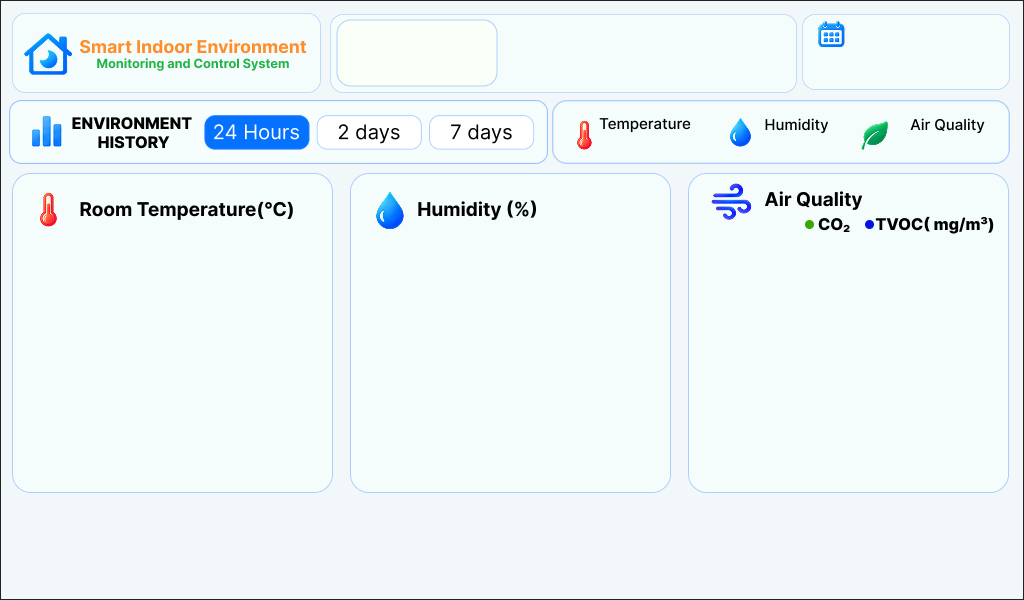 Smart Indoor Environment
Monitoring and Control System
ENVIRONMENT
HISTORY
24 Hours
2 days
7 days
Temperature
Humidity
Air Quality
Room Temperature(°C)
Humidity (%)
Air Quality
CO₂
TVOC( mg/m³)